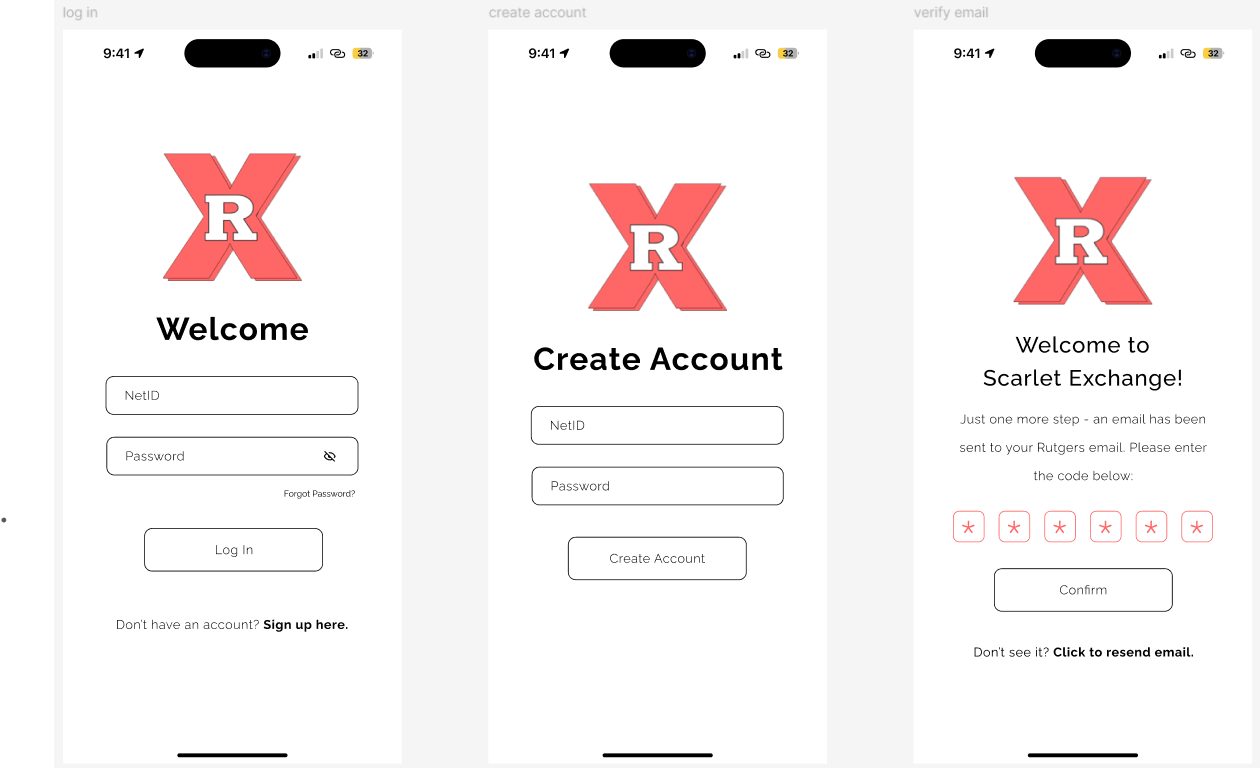 log in
9:41
32
R
Welcome
NetID
Password
Forgot Password?
Log In
Don't have an account? Sign up here.
create account
9:41
32
R
Create Account
NetID
Password
Create Account
verify email
9:41
32
R
Welcome to
Scarlet Exchange!
Just one more step - an email has been
sent to your Rutgers email. Please enter
the code below:
* * * * * *
Confirm
Don't see it? Click to resend email.